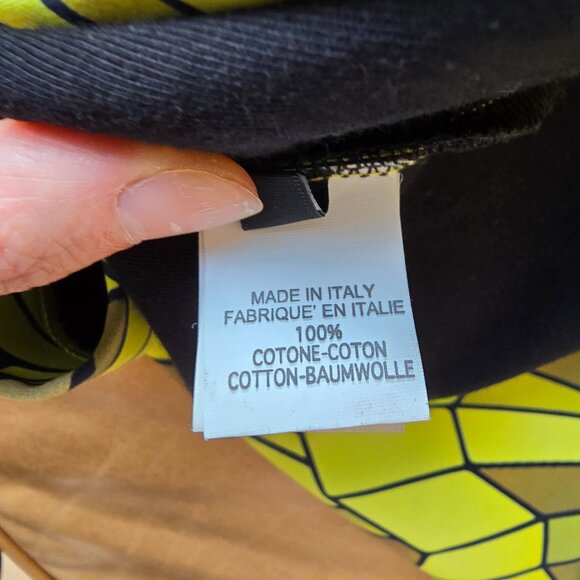 MADE IN ITALY
FABRIQUE' EN ITALIE
100%
COTONE-COTON
COTTON-BAUMWOLLE